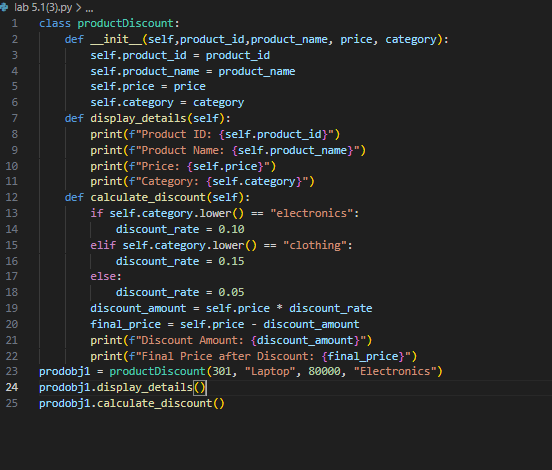 lab 5.1(3).py > ...
1 class productDiscount:
2     def __init__(self,product_id,product_name, price, category):
3         self.product_id = product_id
4         self.product_name = product_name
5         self.price = price
6         self.category = category
7     def display_details(self):
8         print(f"Product ID: {self.product_id}")
9         print(f"Product Name: {self.product_name}")
10         print(f"Price: {self.price}")
11         print(f"Category: {self.category}")
12     def calculate_discount(self):
13         if self.category.lower() == "electronics":
14             discount_rate = 0.10
15         elif self.category.lower() == "clothing":
16             discount_rate = 0.15
17         else:
18             discount_rate = 0.05
19         discount_amount = self.price * discount_rate
20         final_price = self.price - discount_amount
21         print(f"Discount Amount: {discount_amount}")
22         print(f"Final Price after Discount: {final_price}")
23 prodobj1 = productDiscount(301, "Laptop", 80000, "Electronics")
24 prodobj1.display_details()
25 prodobj1.calculate_discount()